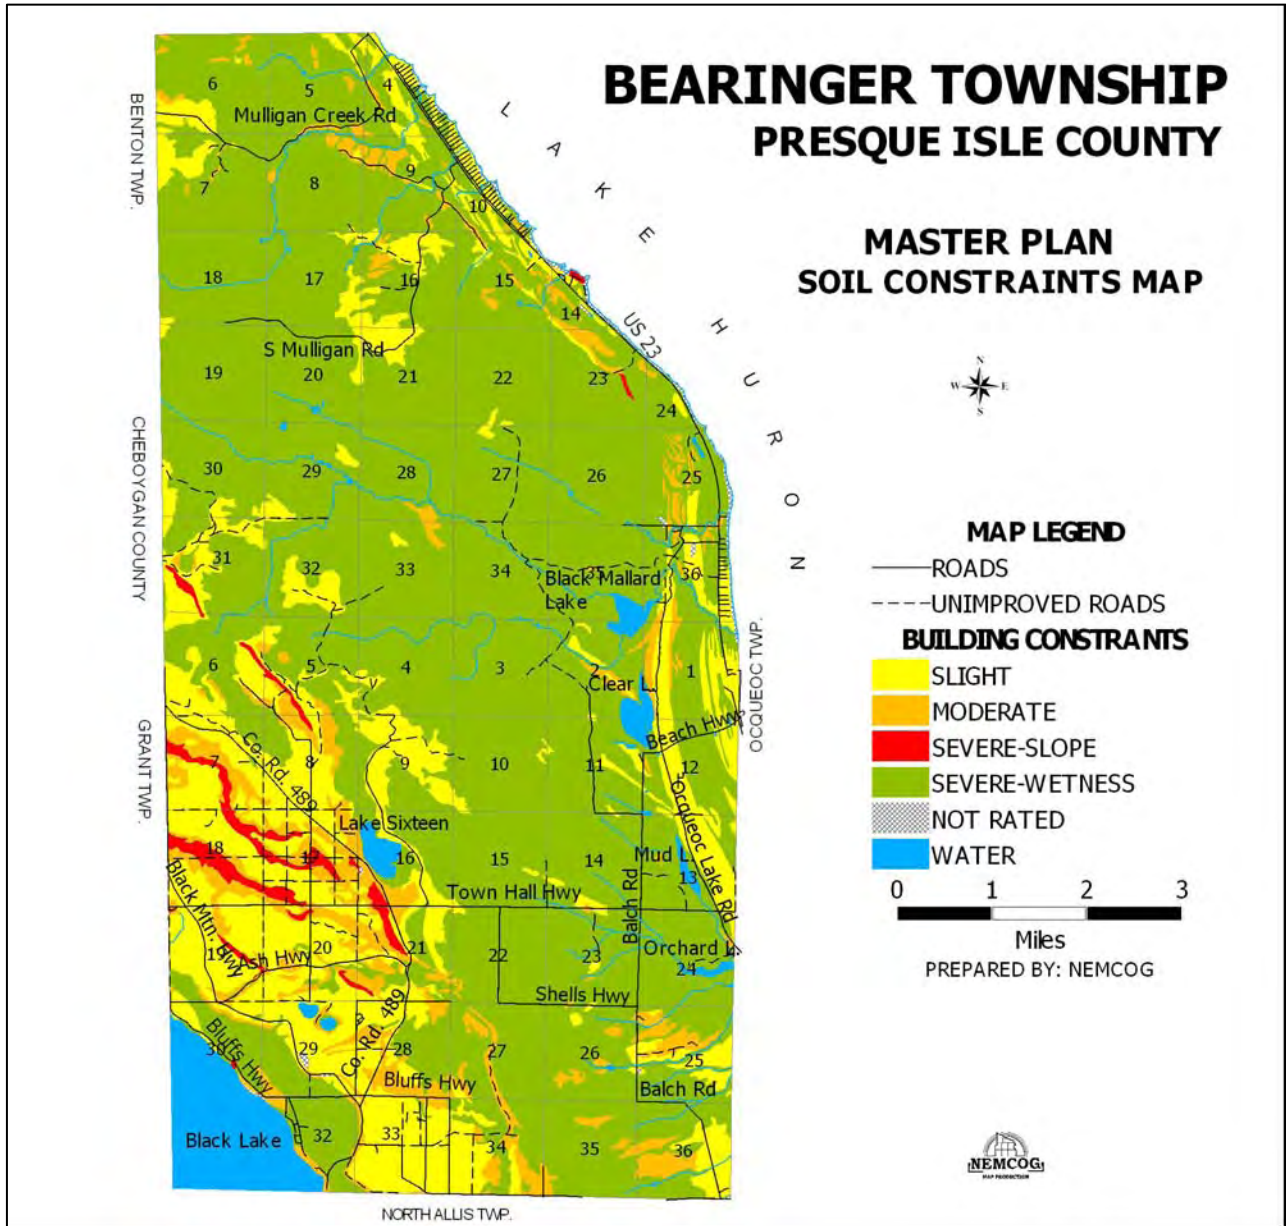 BEARINGER TOWNSHIP
PRESQUE ISLE COUNTY
MASTER PLAN
SOIL CONSTRAINTS MAP
N
W E
S
LAKE HURON
BENTON TWP.
CHEBOYGAN COUNTY
GRANT TWP.
OCQUEOC TWP.
NORTH ALLIS TWP.
6 5 4
Mulligan Creek Rd
7 8 9
10
18 17 16 15
14
US 23
S Mulligan Rd
19 20 21 22 23
24
30 29 28 27 26 25
31 32 33 34 35 36
Black Mallard
Lake
6 5 4 3 2 1
Clear L.
Beach Hwy
7 8 9 10 11 12
Co. Rd. 489
Ocqueoc Lake Rd
Lake Sixteen
18 17 16 15 14 13
Mud L.
Town Hall Hwy
Balch Rd
Black Mtn. Hwy
19 20 21 22 23 24
Ash Hwy
Orchard L.
Shells Hwy
Co. Rd. 489
Bluffs Hwy
30 29 28 27 26 25
Bluffs Hwy
Balch Rd
Black Lake
32 33 34 35 36
MAP LEGEND
ROADS
UNIMPROVED ROADS
BUILDING CONSTRANTS
SLIGHT
MODERATE
SEVERE-SLOPE
SEVERE-WETNESS
NOT RATED
WATER
0 1 2 3
Miles
PREPARED BY: NEMCOG
NEMCOG
MAP PRODUCTION